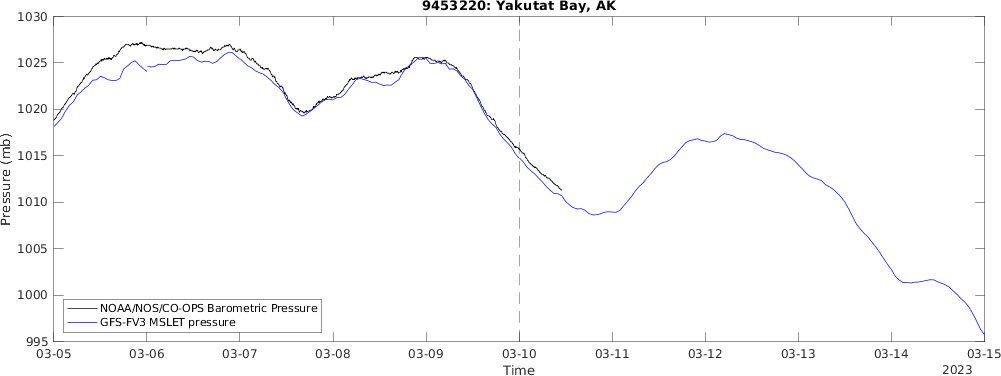 9453220: Yakutat Bay, AK
Pressure (mb)
1030
1025
1020
1015
1010
1005
1000
995
NOAA/NOS/CO-OPS Barometric Pressure
GFS-FV3 MSLET pressure
03-05 03-06 03-07 03-08 03-09 03-10 03-11 03-12 03-13 03-14 03-15
Time
2023